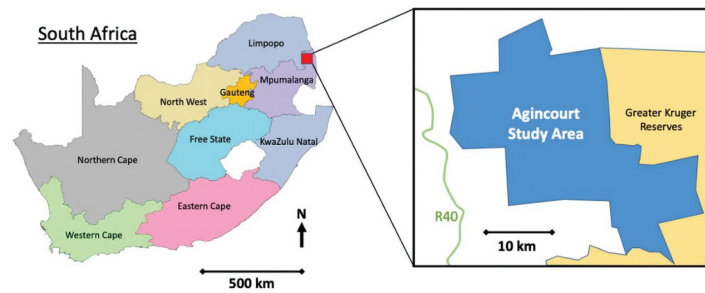 South Africa
Limpopo
Mpumalanga
Gauteng
North West
Free State
KwaZulu Natal
Northern Cape
Eastern Cape
Western Cape
N
500 km
Agincourt
Study Area
Greater Kruger
Reserves
R40
10 km